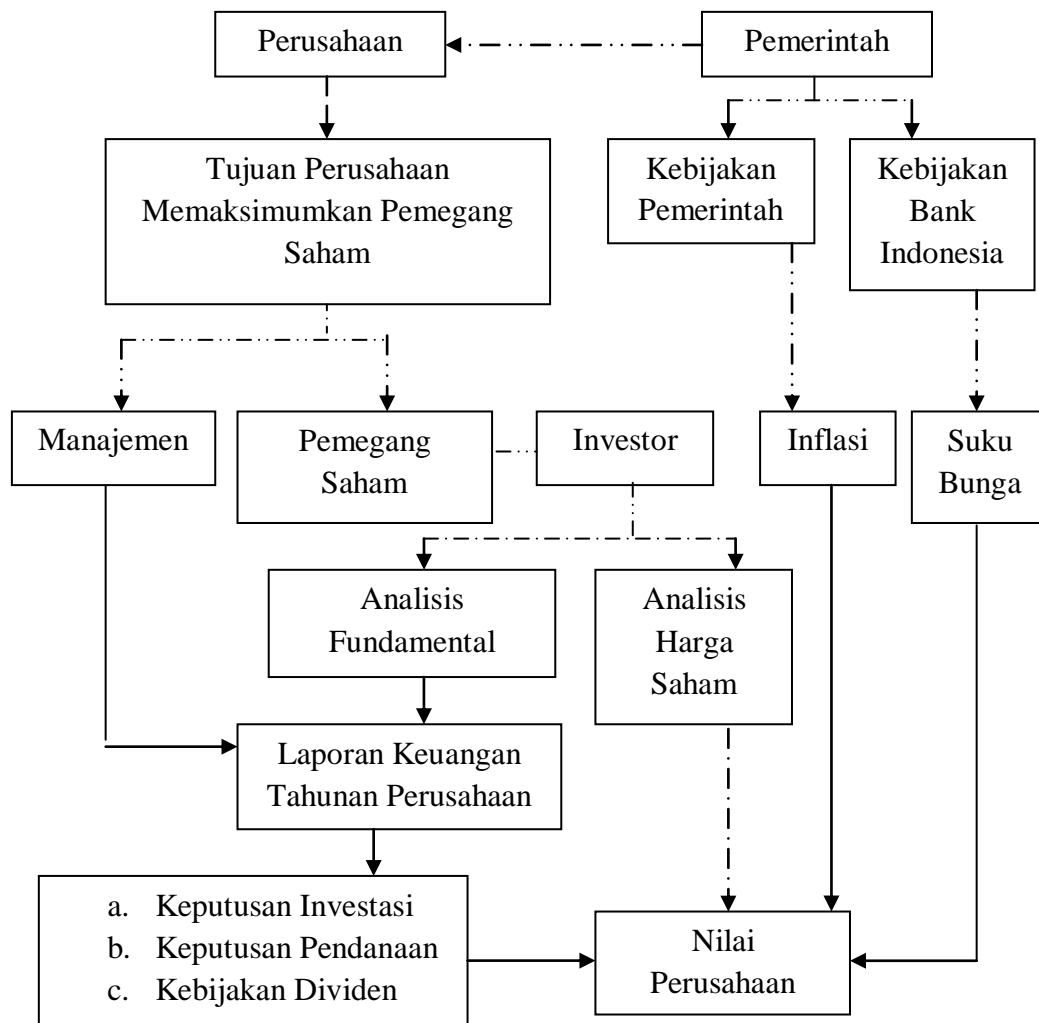 Perusahaan
Pemerintah
Tujuan Perusahaan
Memaksimumkan Pemegang
Saham
Kebijakan
Pemerintah
Kebijakan
Bank
Indonesia
Manajemen
Pemegang
Saham
Investor
Inflasi
Suku
Bunga
Analisis
Fundamental
Analisis
Harga
Saham
Laporan Keuangan
Tahunan Perusahaan
a. Keputusan Investasi
b. Keputusan Pendanaan
c. Kebijakan Dividen
Nilai
Perusahaan